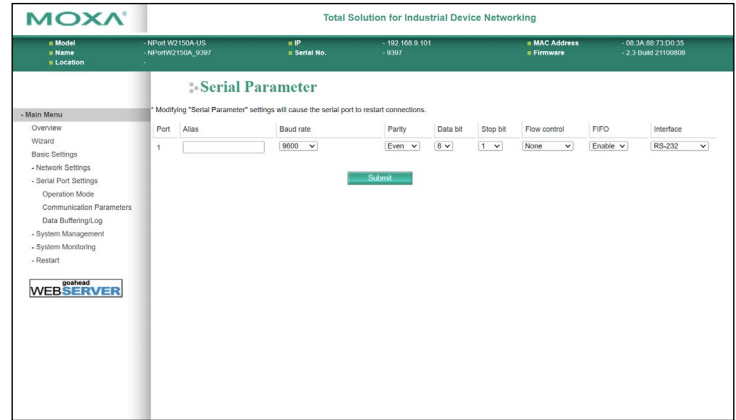 MOXA®
Total Solution for Industrial Device Networking
Model - NPort W2150A-US IP - 192.168.9.101 MAC Address - 08:3A:88:73:D0:35
Name - NPortW2150A_9397 Serial No. - 9397 Firmware - 2.3 Build 21100808
Location -
Serial Parameter
* Modifying "Serial Parameter" settings will cause the serial port to restart connections.
Port Alias Baud rate Parity Data bit Stop bit Flow control FIFO Interface
1 9600 Even 8 1 None Enable RS-232
Submit
- Main Menu
Overview
Wizard
Basic Settings
- Network Settings
- Serial Port Settings
Operation Mode
Communication Parameters
Data Buffering/Log
- System Management
- System Monitoring
- Restart
goahead
WEBSERVER